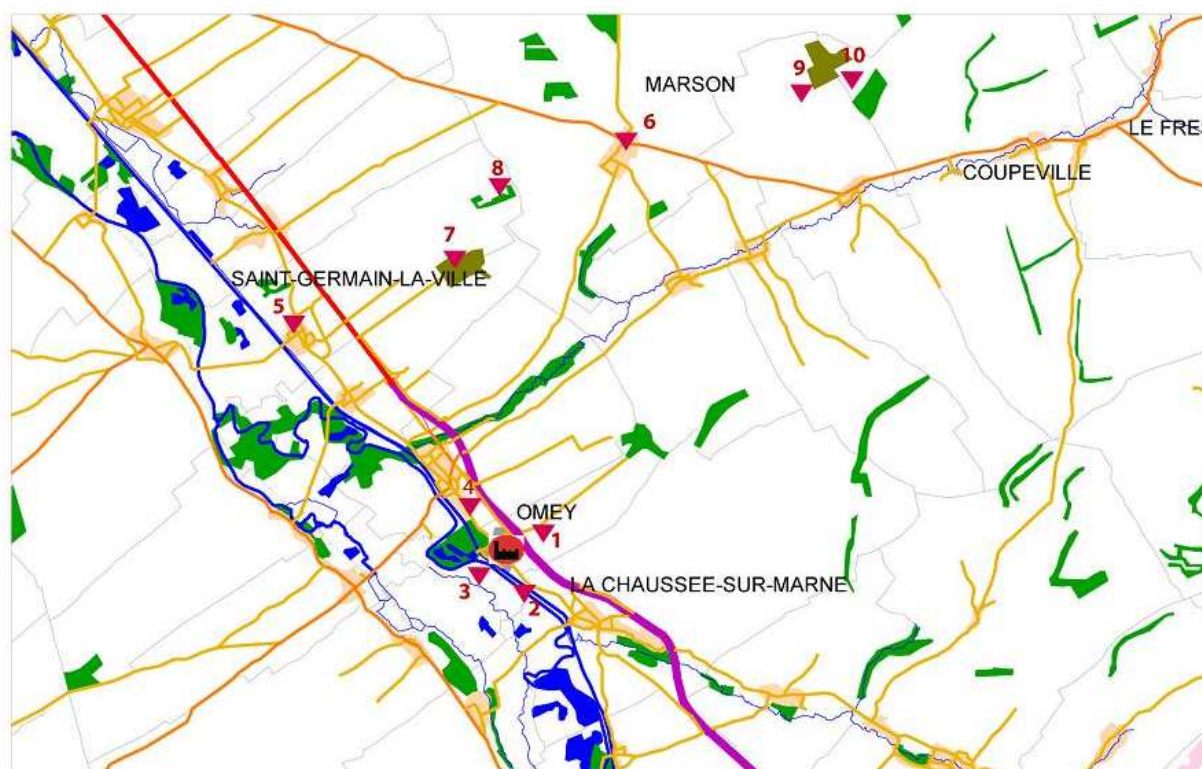 9
10
MARSON
6
LE FRE
8
COUPEVILLE
7
SAINT-GERMAIN-LA-VILLE
5
4
OMEY
1
3
2
LA CHAUSSEE-SUR-MARNE